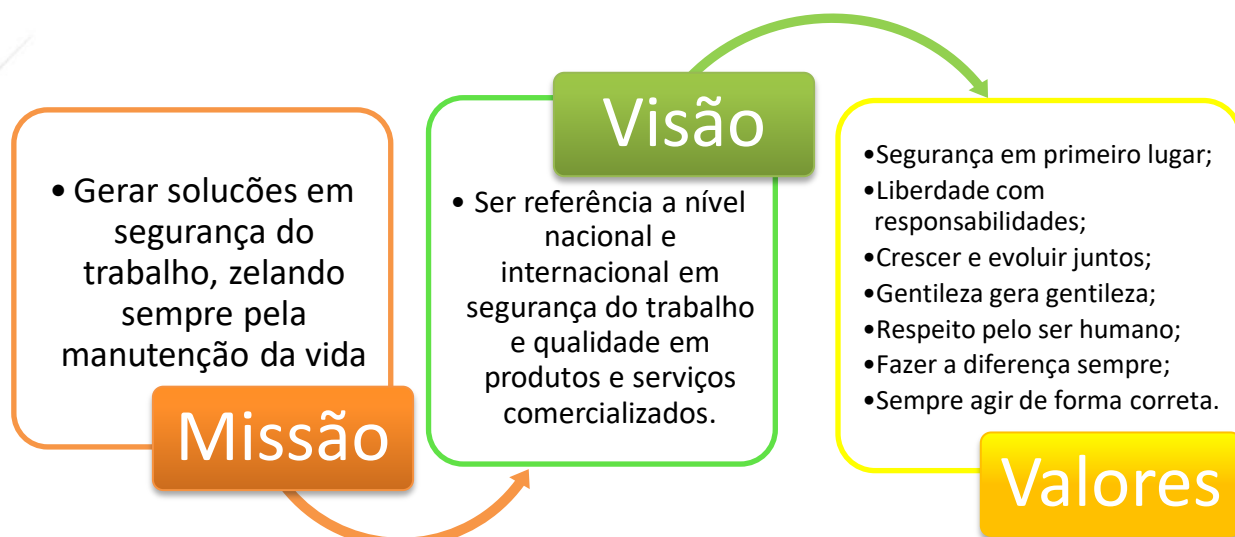 • Gerar solucões em
segurança do
trabalho, zelando
sempre pela
manutenção da vida
Missão
Visão
• Ser referência a nível
nacional e
internacional em
segurança do trabalho
e qualidade em
produtos e serviços
comercializados.
•Segurança em primeiro lugar;
•Liberdade com
responsabilidades;
•Crescer e evoluir juntos;
•Gentileza gera gentileza;
•Respeito pelo ser humano;
•Fazer a diferença sempre;
•Sempre agir de forma correta.
Valores